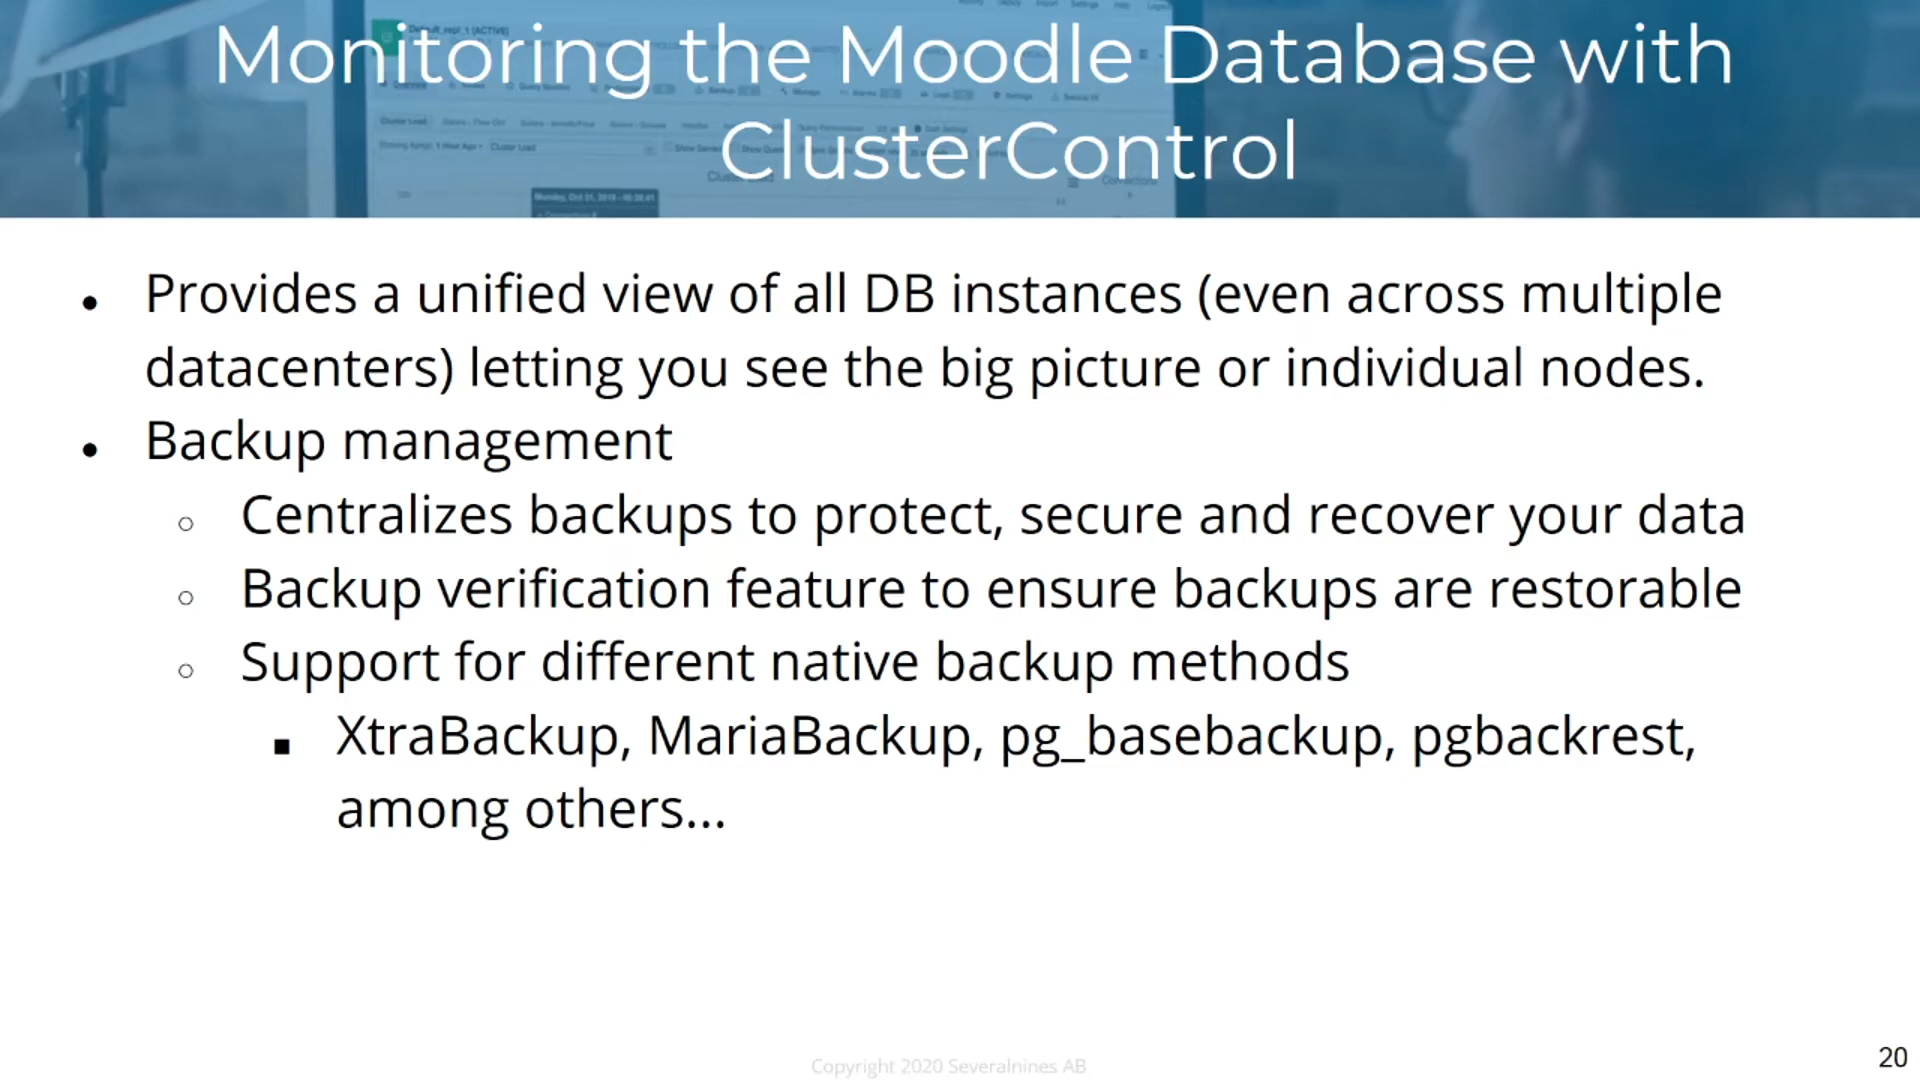 Monitoring the Moodle Database with
ClusterControl
Provides a unified view of all DB instances (even across multiple
datacenters) letting you see the big picture or individual nodes.
Backup management
Centralizes backups to protect, secure and recover your data
Backup verification feature to ensure backups are restorable
Support for different native backup methods
XtraBackup, MariaBackup, pg_basebackup, pgbackrest,
among others...
Copyright 2020 Severalnines AB
20